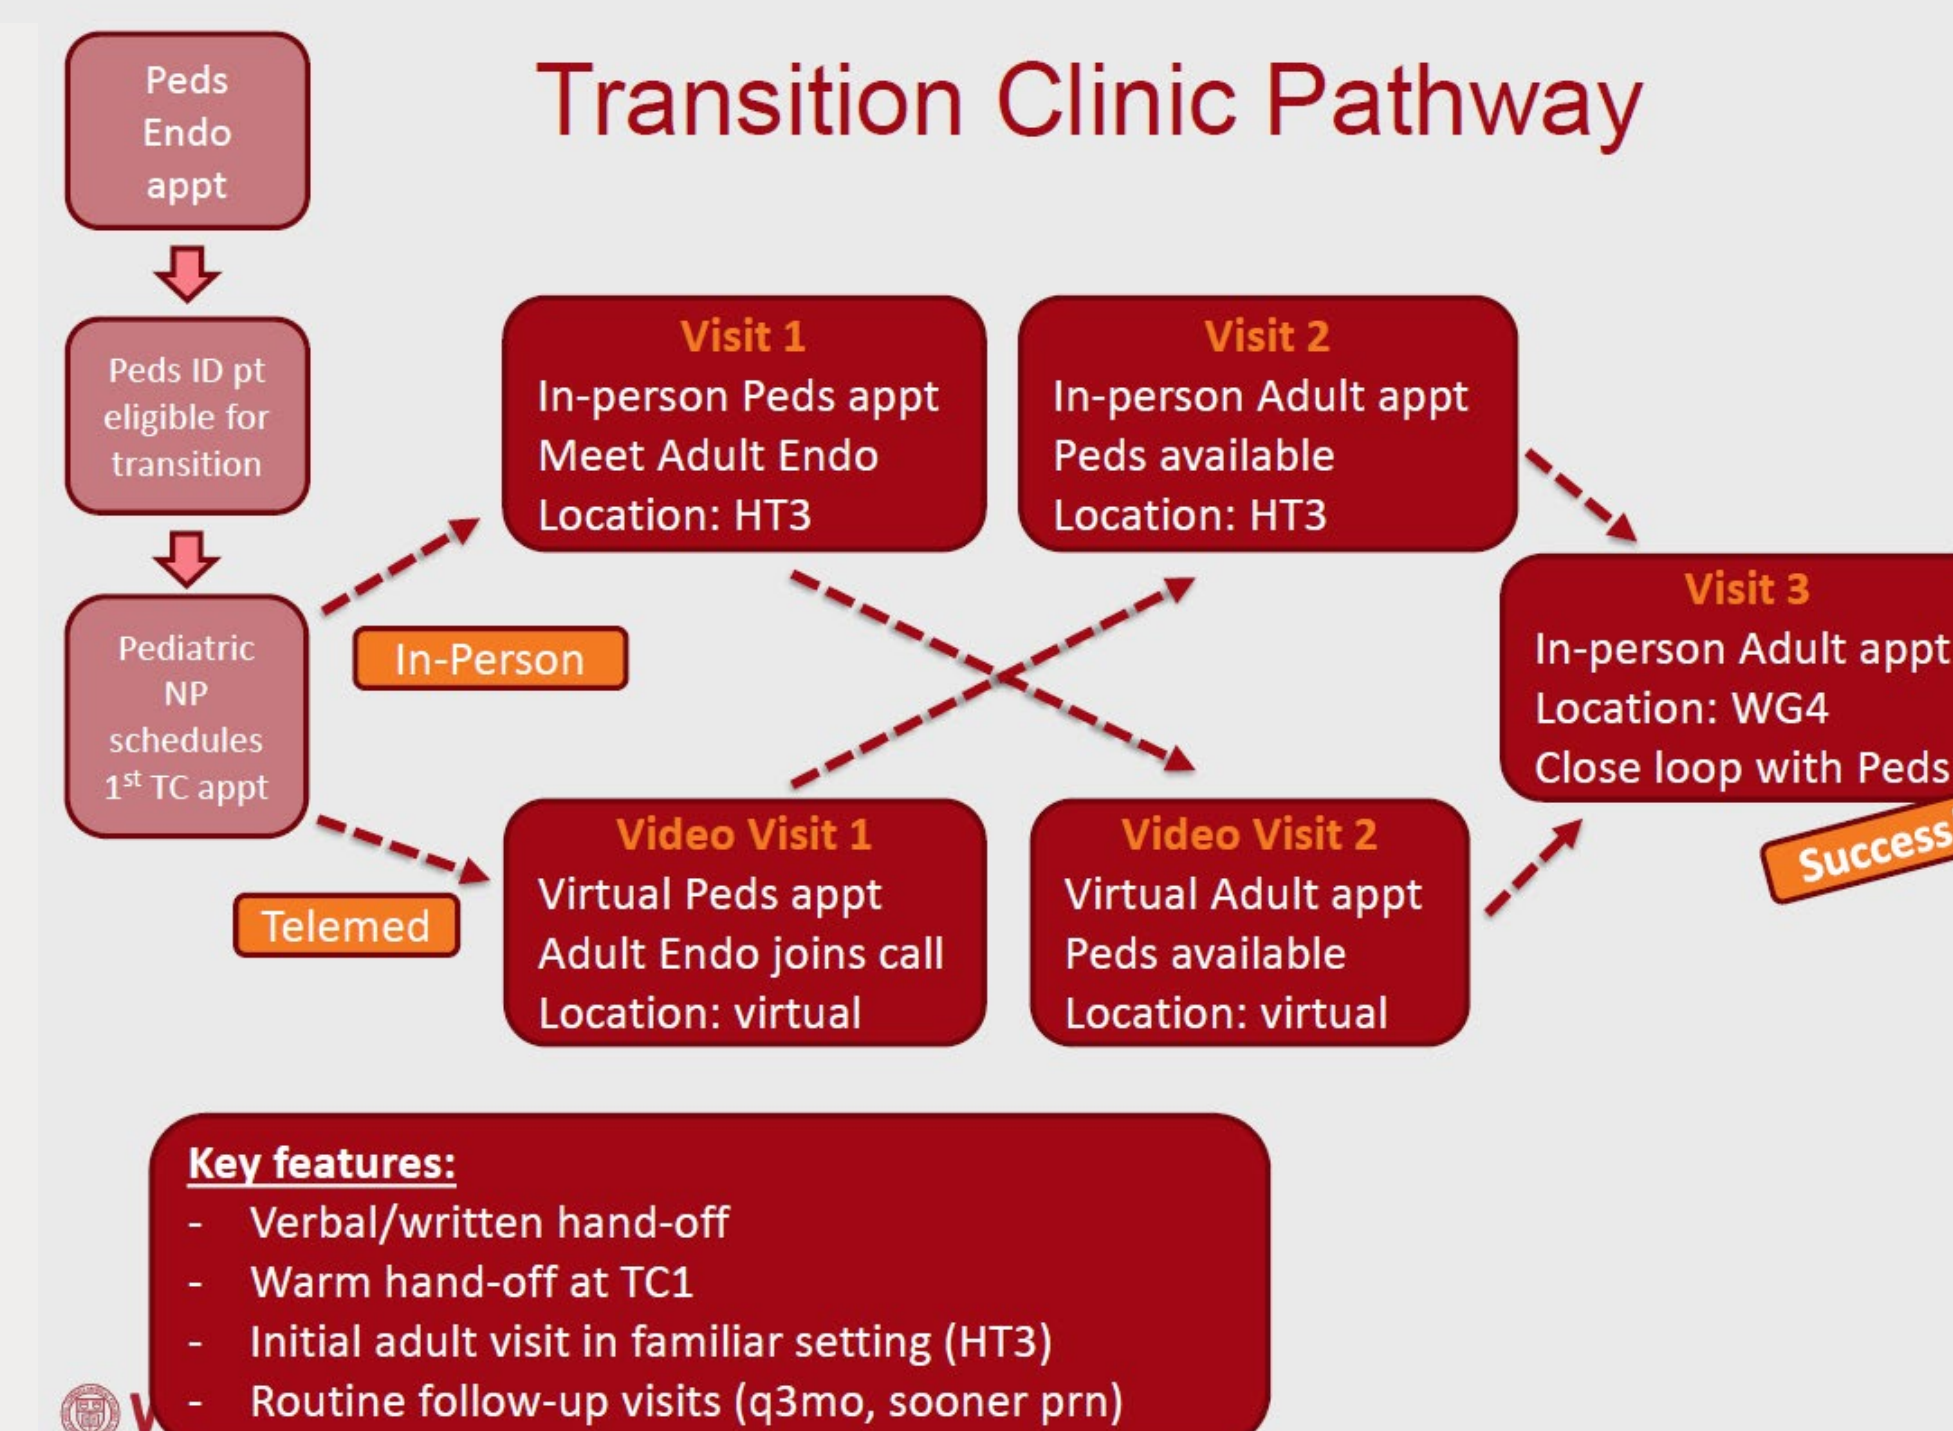 Transition Clinic Pathway
Peds
Endo
appt
Peds ID pt
eligible for
transition
Pediatric
NP
schedules
1st TC appt
In-Person
Telemed
Visit 1
In-person Peds appt
Meet Adult Endo
Location: HT3
Visit 2
In-person Adult appt
Peds available
Location: HT3
Video Visit 1
Virtual Peds appt
Adult Endo joins call
Location: virtual
Video Visit 2
Virtual Adult appt
Peds available
Location: virtual
Visit 3
In-person Adult appt
Location: WG4
Close loop with Peds
Success
Key features:
- Verbal/written hand-off
- Warm hand-off at TC1
- Initial adult visit in familiar setting (HT3)
- Routine follow-up visits (q3mo, sooner prn)